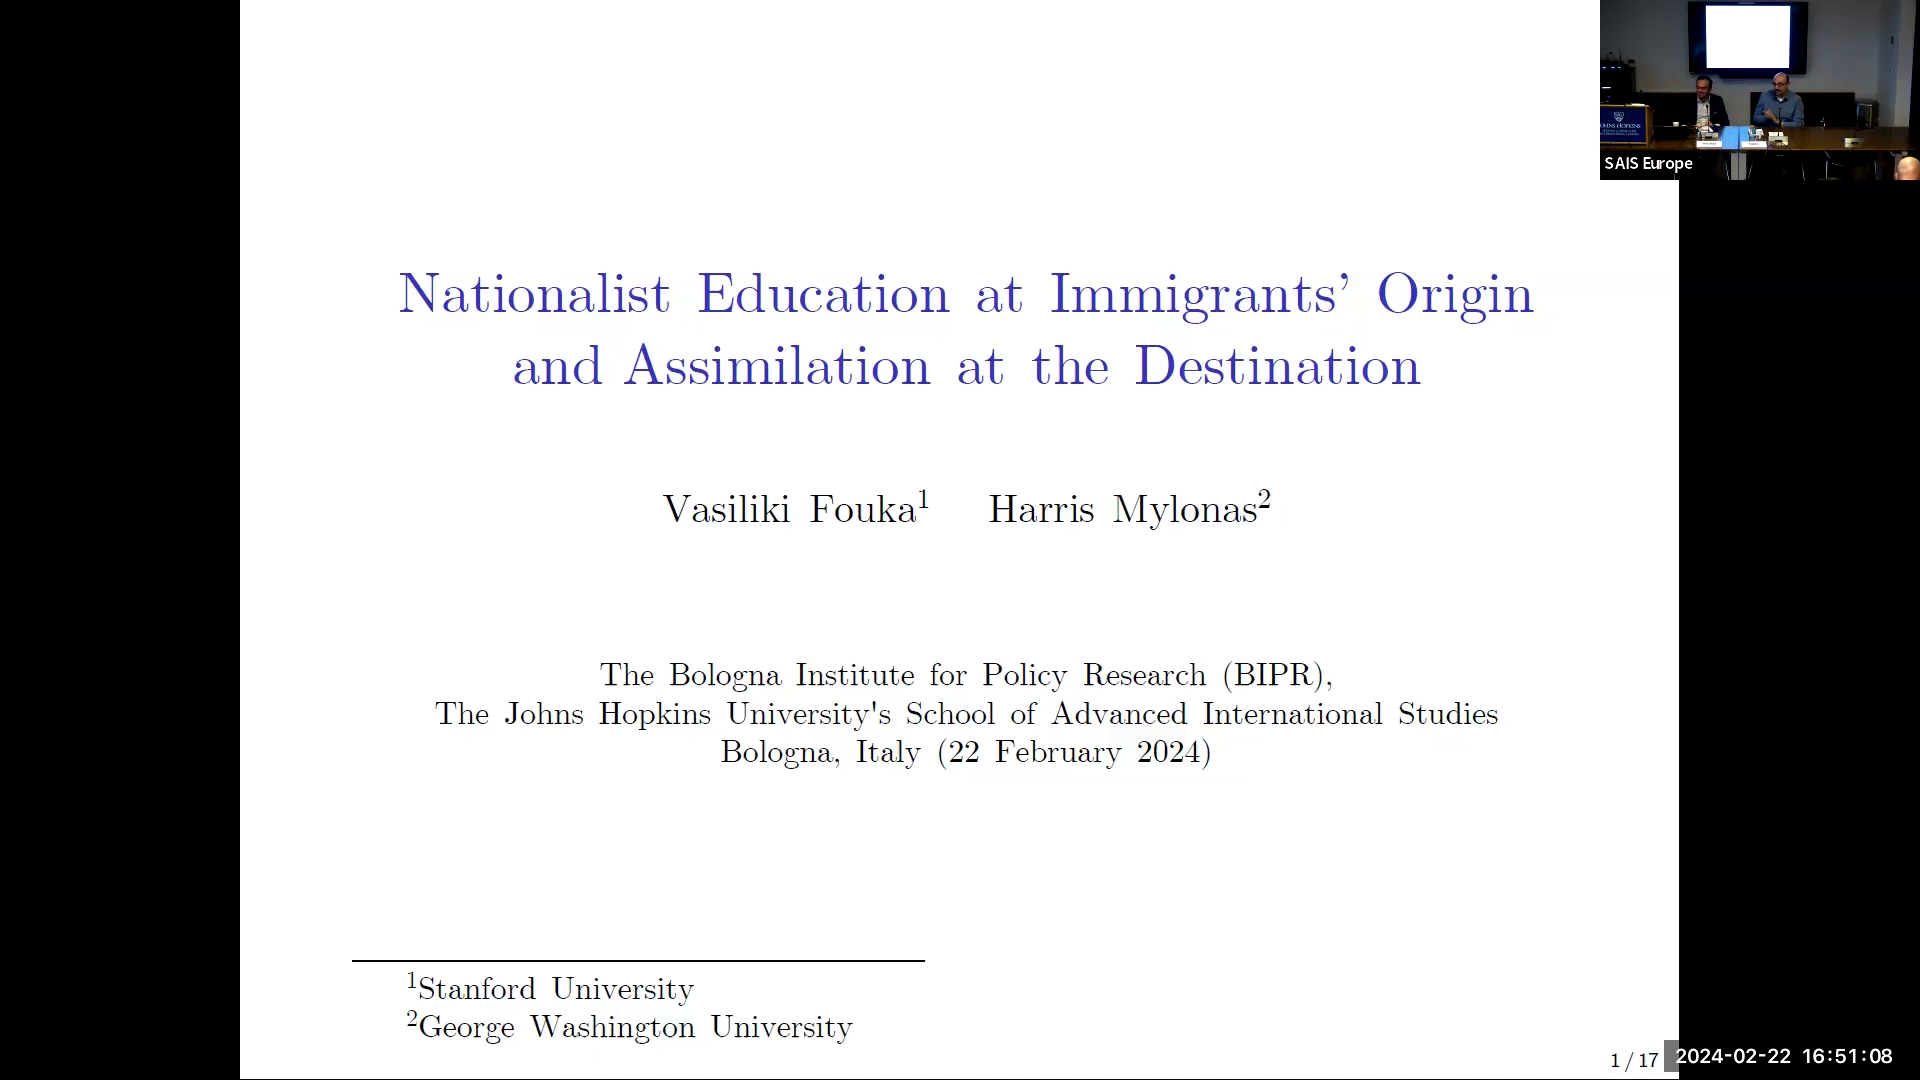 Nationalist Education at Immigrants' Origin
and Assimilation at the Destination
Vasiliki Fouka1 Harris Mylonas2
The Bologna Institute for Policy Research (BIPR),
The Johns Hopkins University's School of Advanced International Studies
Bologna, Italy (22 February 2024)
1Stanford University
2George Washington University
1 / 17
2024-02-22 16:51:08
SAIS Europe
JOHNS HOPKINS